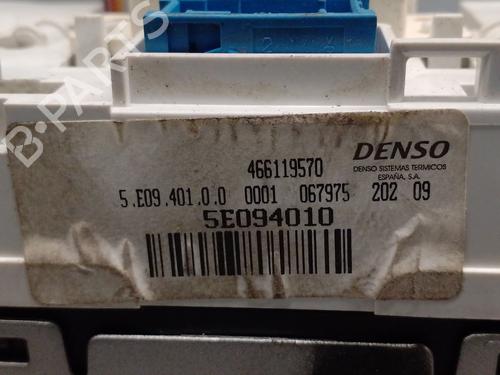 B-PARTS
466119570
DENSO
DENSO SISTEMAS TERMICOS
ESPAÑA, S.A.
5.E09.401.0.0 0001 067975 202 09
5E094010